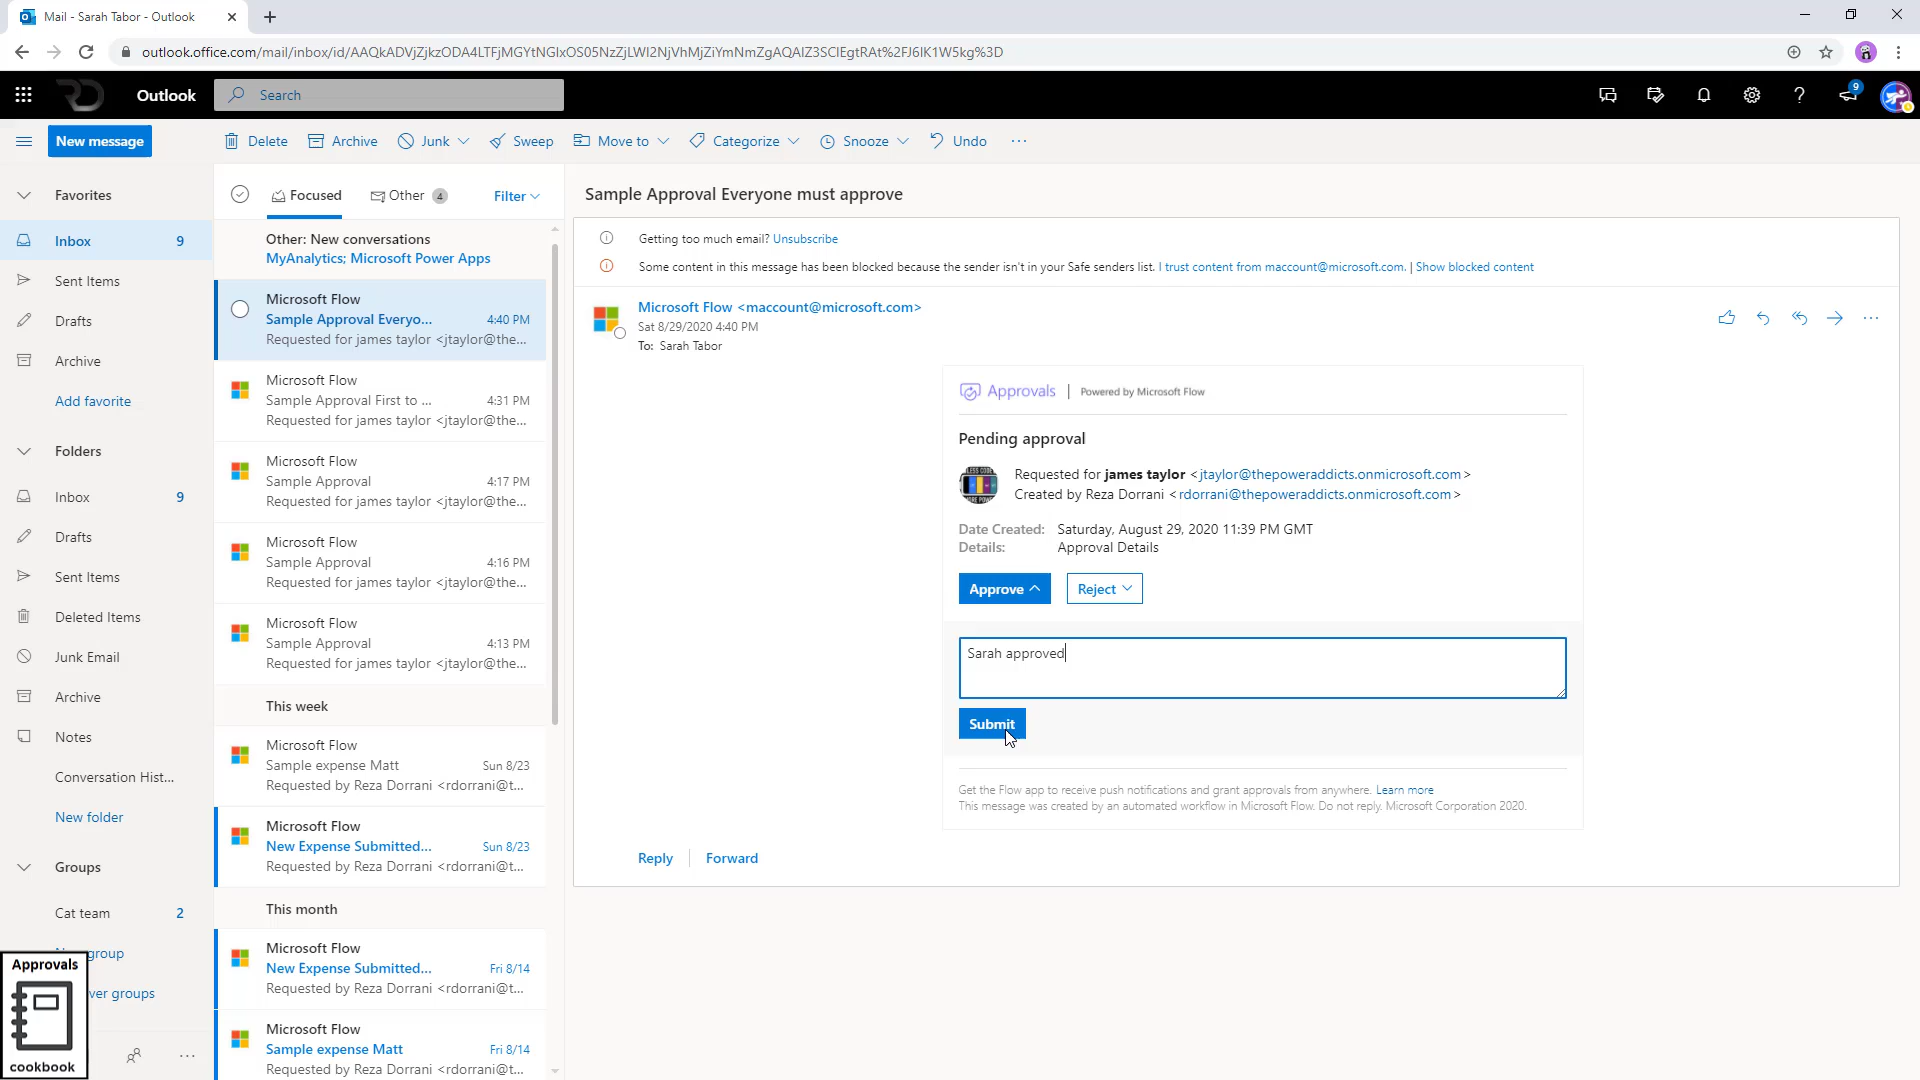 Mail - Sarah Tabor - Outlook
outlook.office.com/mail/inbox/id/AAQkADVjZjkzODA4LTFjMGYtNGIxOS05NzZjLWI2NjVhMjZiYmNmZgAQAIZ3SCIEgtRAt%2FJ6IK1W5kg%3D
Outlook
Search
9
New message
Delete
Archive
Junk
Sweep
Move to
Categorize
Snooze
Undo
Favorites
Inbox 9
Sent Items
Drafts
Archive
Add favorite
Folders
Inbox 9
Drafts
Sent Items
Deleted Items
Junk Email
Archive
Notes
Conversation Hist...
New folder
Groups
Cat team 2
group
ver groups
Approvals
cookbook
Focused
Other 4
Filter
Other: New conversations
MyAnalytics; Microsoft Power Apps
Microsoft Flow
Sample Approval Everyo... 4:40 PM
Requested for james taylor <jtaylor@the...
Microsoft Flow
Sample Approval First to ... 4:31 PM
Requested for james taylor <jtaylor@the...
Microsoft Flow
Sample Approval 4:17 PM
Requested for james taylor <jtaylor@the...
Microsoft Flow
Sample Approval 4:16 PM
Requested for james taylor <jtaylor@the...
Microsoft Flow
Sample Approval 4:13 PM
Requested for james taylor <jtaylor@the...
This week
Microsoft Flow
Sample expense Matt Sun 8/23
Requested by Reza Dorrani <rdorrani@t...
Microsoft Flow
New Expense Submitted... Sun 8/23
Requested by Reza Dorrani <rdorrani@t...
This month
Microsoft Flow
New Expense Submitted... Fri 8/14
Requested by Reza Dorrani <rdorrani@t...
Microsoft Flow
Sample expense Matt Fri 8/14
Requested by Reza Dorrani <rdorrani@t...
Sample Approval Everyone must approve
Getting too much email? Unsubscribe
Some content in this message has been blocked because the sender isn't in your Safe senders list. I trust content from maccount@microsoft.com. | Show blocked content
Microsoft Flow <maccount@microsoft.com>
Sat 8/29/2020 4:40 PM
To: Sarah Tabor
Approvals | Powered by Microsoft Flow
Pending approval
Requested for james taylor <jtaylor@thepoweraddicts.onmicrosoft.com>
Created by Reza Dorrani <rdorrani@thepoweraddicts.onmicrosoft.com>
Date Created: Saturday, August 29, 2020 11:39 PM GMT
Details: Approval Details
Approve
Reject
Sarah approved
Submit
Get the Flow app to receive push notifications and grant approvals from anywhere. Learn more
This message was created by an automated workflow in Microsoft Flow. Do not reply. Microsoft Corporation 2020.
Reply
Forward